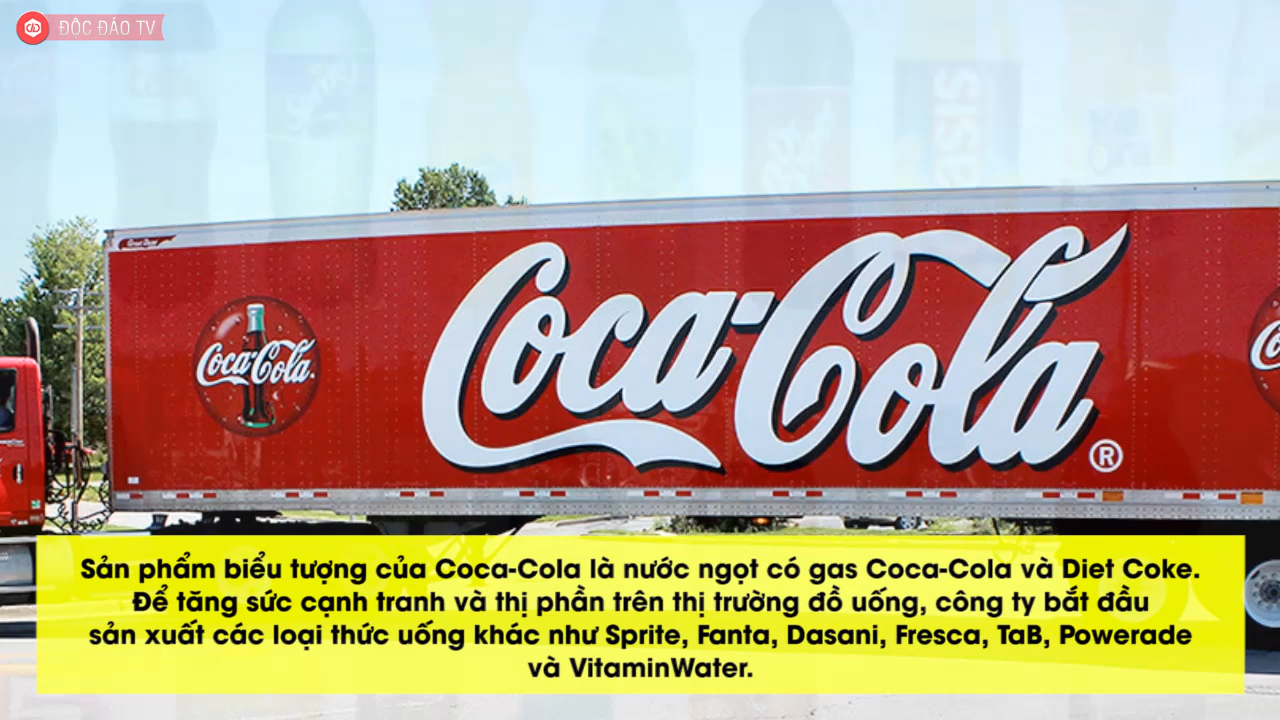 ĐỘC ĐÁO TV
Great Dane
Coca-Cola
Coca-Cola®
Sản phẩm biểu tượng của Coca-Cola là nước ngọt có gas Coca-Cola và Diet Coke.
Để tăng sức cạnh tranh và thị phần trên thị trường đồ uống, công ty bắt đầu
sản xuất các loại thức uống khác như Sprite, Fanta, Dasani, Fresca, TaB, Powerade
và VitaminWater.